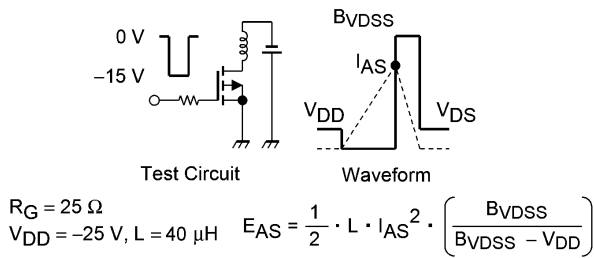 0 V
−15 V
BVDSS
IAS
VDD
VDS
Test Circuit
Waveform
RG = 25 Ω
VDD = −25 V, L = 40 μH
EAS = 1/2 · L · IAS² · (BVDSS / (BVDSS − VDD))